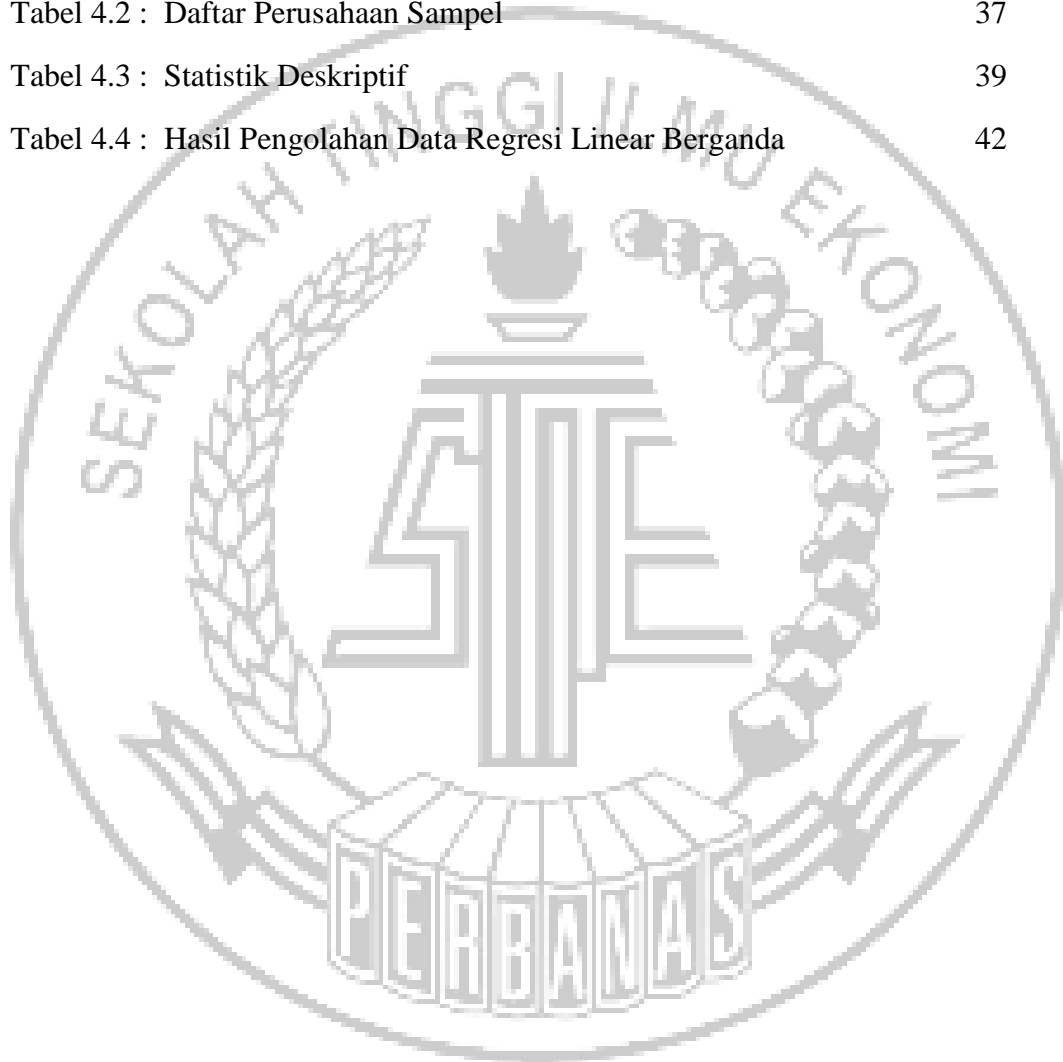 Tabel 4.2 : Daftar Perusahaan Sampel 37
Tabel 4.3 : Statistik Deskriptif 39
Tabel 4.4 : Hasil Pengolahan Data Regresi Linear Berganda 42
SEKOLAH TINGGI ILMU EKONOMI
STIE
PERBANAS